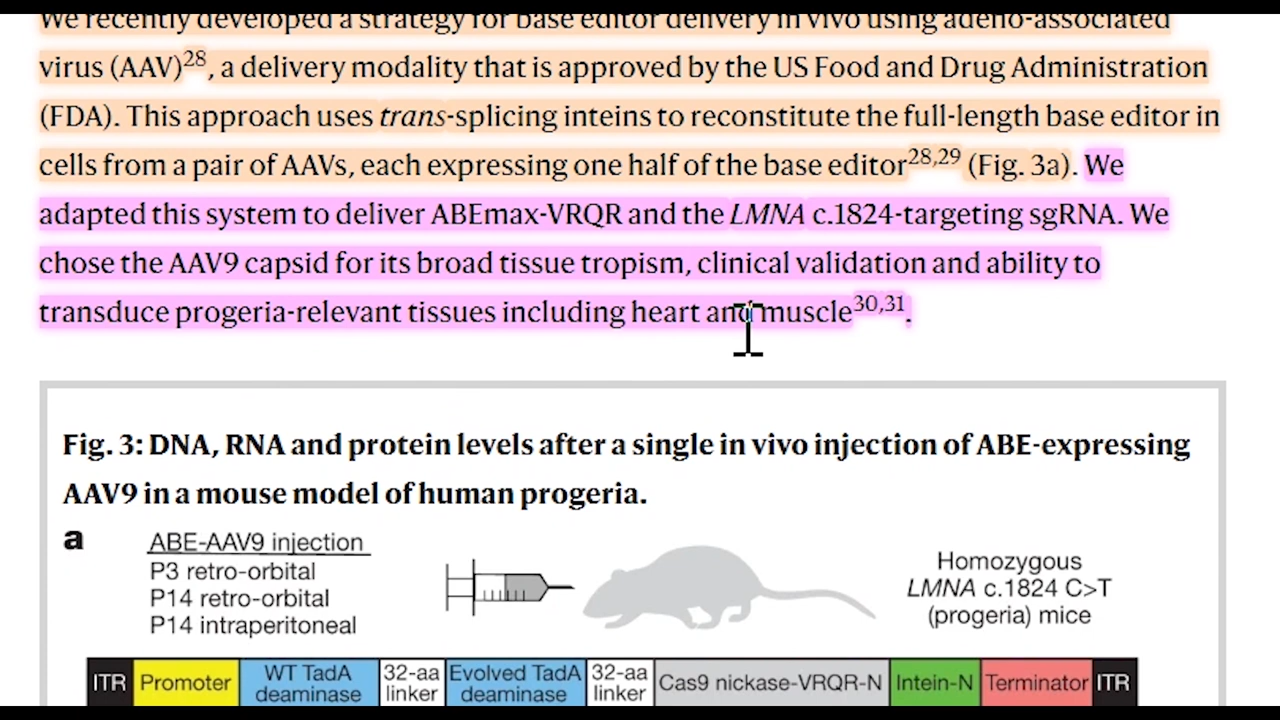 We recently developed a strategy for base editor delivery in vivo using adeno-associated
virus (AAV)28, a delivery modality that is approved by the US Food and Drug Administration
(FDA). This approach uses trans-splicing inteins to reconstitute the full-length base editor in
cells from a pair of AAVs, each expressing one half of the base editor28,29 (Fig. 3a). We
adapted this system to deliver ABEmax-VRQR and the LMNA c.1824-targeting sgRNA. We
chose the AAV9 capsid for its broad tissue tropism, clinical validation and ability to
transduce progeria-relevant tissues including heart and muscle30,31.
Fig. 3: DNA, RNA and protein levels after a single in vivo injection of ABE-expressing
AAV9 in a mouse model of human progeria.
a
ABE-AAV9 injection
P3 retro-orbital
P14 retro-orbital
P14 intraperitoneal
Homozygous
LMNA c.1824 C>T
(progeria) mice
ITR
Promoter
WT TadA
deaminase
32-aa
linker
Evolved TadA
deaminase
32-aa
linker
Cas9 nickase-VRQR-N
Intein-N
Terminator
ITR